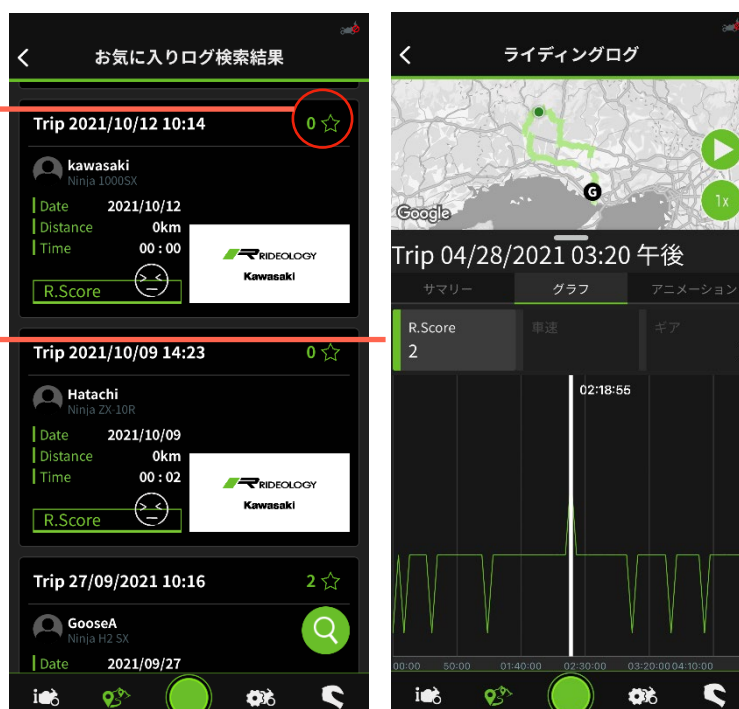 お気に入りログ検索結果
Trip 2021/10/12 10:14
0
kawasaki
Ninja 1000SX
Date 2021/10/12
Distance 0km
Time 00 : 00
R.Score
RIDEOLOGY
Kawasaki
Trip 2021/10/09 14:23
0
Hatachi
Ninja ZX-10R
Date 2021/10/09
Distance 0km
Time 00 : 02
R.Score
RIDEOLOGY
Kawasaki
Trip 27/09/2021 10:16
2
GooseA
Ninja H2 SX
Date 2021/09/27
i
ライディングログ
G
Google
1x
Trip 04/28/2021 03:20 午後
サマリー グラフ アニメーション
R.Score 車速 ギア
2
02:18:55
00:00 50:00 01:40:00 02:30:00 03:20:00 04:10:00
i